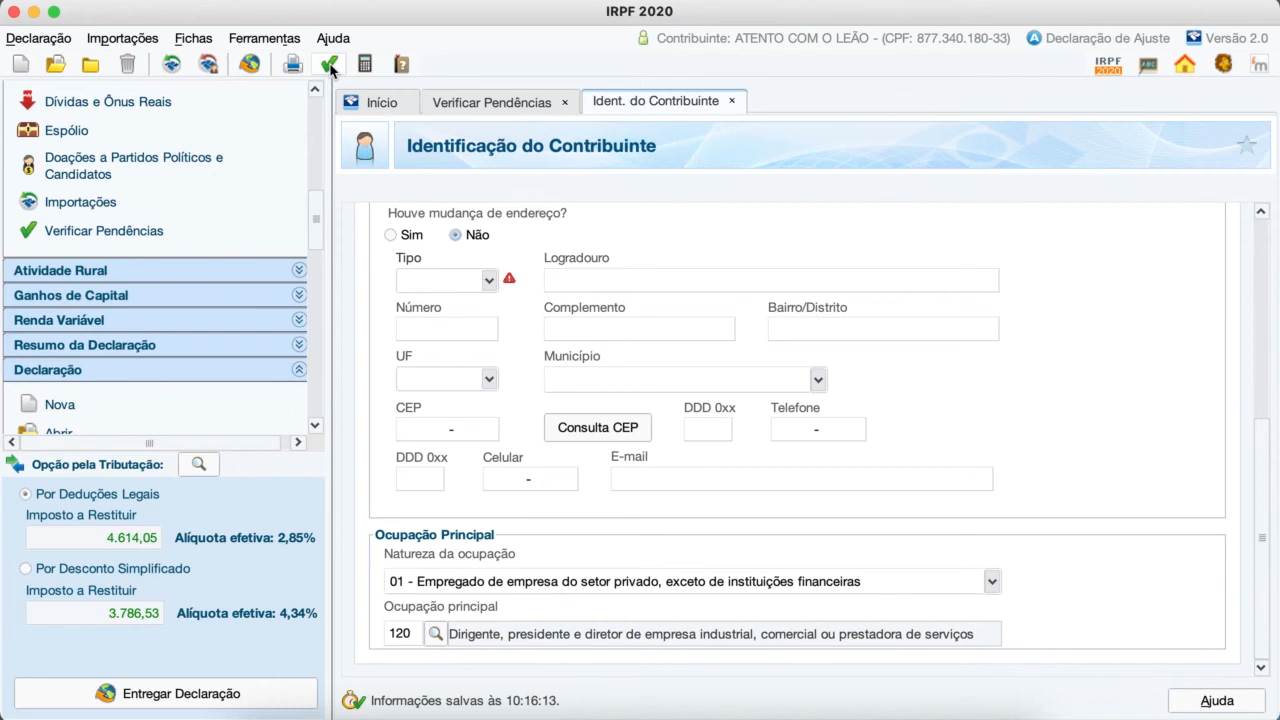 IRPF 2020
Declaração Importações Fichas Ferramentas Ajuda
Contribuinte: ATENTO COM O LEÃO - (CPF: 877.340.180-33) Declaração de Ajuste Versão 2.0
IRPF
2020
ABC
Dívidas e Ônus Reais
Espólio
Doações a Partidos Políticos e
Candidatos
Importações
Verificar Pendências
Atividade Rural
Ganhos de Capital
Renda Variável
Resumo da Declaração
Declaração
Nova
Abrir
Opção pela Tributação:
Por Deduções Legais
Imposto a Restituir
4.614,05 Alíquota efetiva: 2,85%
Por Desconto Simplificado
Imposto a Restituir
3.786,53 Alíquota efetiva: 4,34%
Entregar Declaração
Início Verificar Pendências × Ident. do Contribuinte ×
Identificação do Contribuinte
Houve mudança de endereço?
Sim Não
Tipo Logradouro
Número Complemento Bairro/Distrito
UF Município
CEP DDD 0xx Telefone
- Consulta CEP -
DDD 0xx Celular E-mail
-
Ocupação Principal
Natureza da ocupação
01 - Empregado de empresa do setor privado, exceto de instituições financeiras
Ocupação principal
120 Dirigente, presidente e diretor de empresa industrial, comercial ou prestadora de serviços
Informações salvas às 10:16:13.
Ajuda